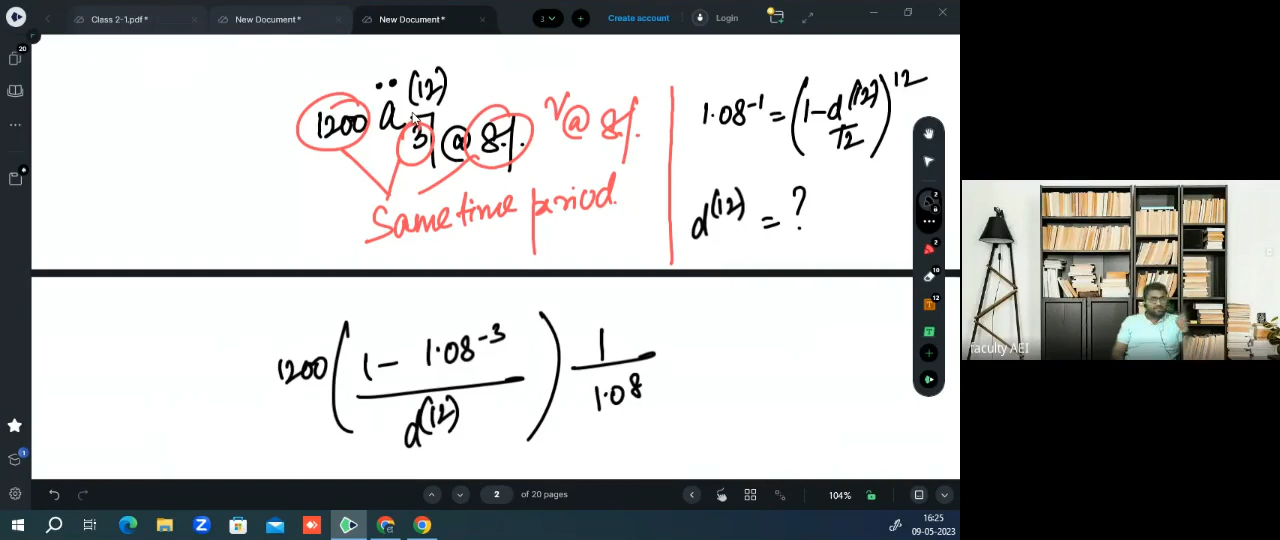 Class 2-1.pdf *
New Document*
New Document*
3
Create account
Login
20
1200 ä(12) 3 @ 8%. v @ 8%
Same time period.
1.08⁻¹ = (1 - d(12)/12)12
d(12) = ?
1200 (1 - 1.08⁻³ / d(12)) 1/1.08
faculty AEI
2 of 20 pages
104%
16:25
09-05-2023